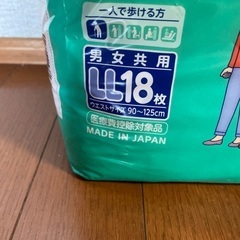 一人で歩ける方
男女共用
LL18枚
ウエストサイズ 90~125cm
医療費控除対象品
MADE IN JAPAN